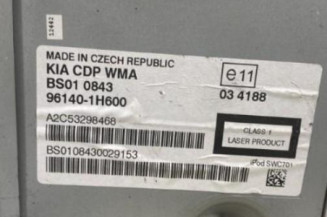 MADE IN CZECH REPUBLIC
KIA CDP WMA
BS01 0843
96140-1H600
e11
03 4188
A2C53298468
CLASS 1
LASER PRODUCT
BS0108430029153
iPod SWC701